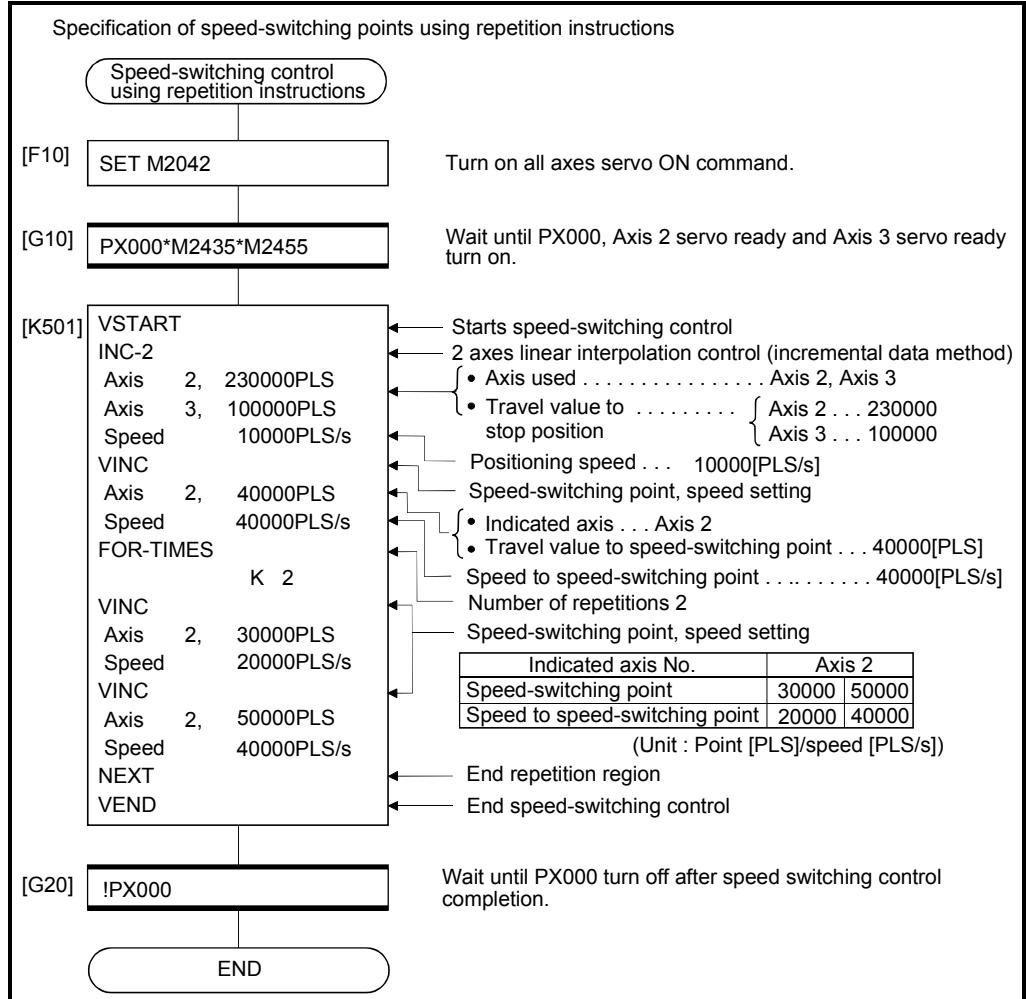 Specification of speed-switching points using repetition instructions
Speed-switching control
using repetition instructions
[F10]
SET M2042
Turn on all axes servo ON command.
[G10]
PX000*M2435*M2455
Wait until PX000, Axis 2 servo ready and Axis 3 servo ready
turn on.
[K501]
VSTART
Starts speed-switching control
INC-2
2 axes linear interpolation control (incremental data method)
Axis 2, 230000PLS
• Axis used . . . . . . . . . . . . . . . . . Axis 2, Axis 3
Axis 3, 100000PLS
• Travel value to . . . . . . . . . Axis 2 . . . 230000
stop position Axis 3 . . . 100000
Speed 10000PLS/s
Positioning speed . . . 10000[PLS/s]
VINC
Speed-switching point, speed setting
Axis 2, 40000PLS
• Indicated axis . . . Axis 2
• Travel value to speed-switching point . . . 40000[PLS]
Speed 40000PLS/s
Speed to speed-switching point . . .. . . . . . . 40000[PLS/s]
FOR-TIMES
K 2
Number of repetitions 2
VINC
Speed-switching point, speed setting
Axis 2, 30000PLS
Speed 20000PLS/s
VINC
Axis 2, 50000PLS
Speed 40000PLS/s
Indicated axis No. Axis 2
Speed-switching point 30000 50000
Speed to speed-switching point 20000 40000
(Unit : Point [PLS]/speed [PLS/s])
NEXT
End repetition region
VEND
End speed-switching control
[G20]
!PX000
Wait until PX000 turn off after speed switching control
completion.
END